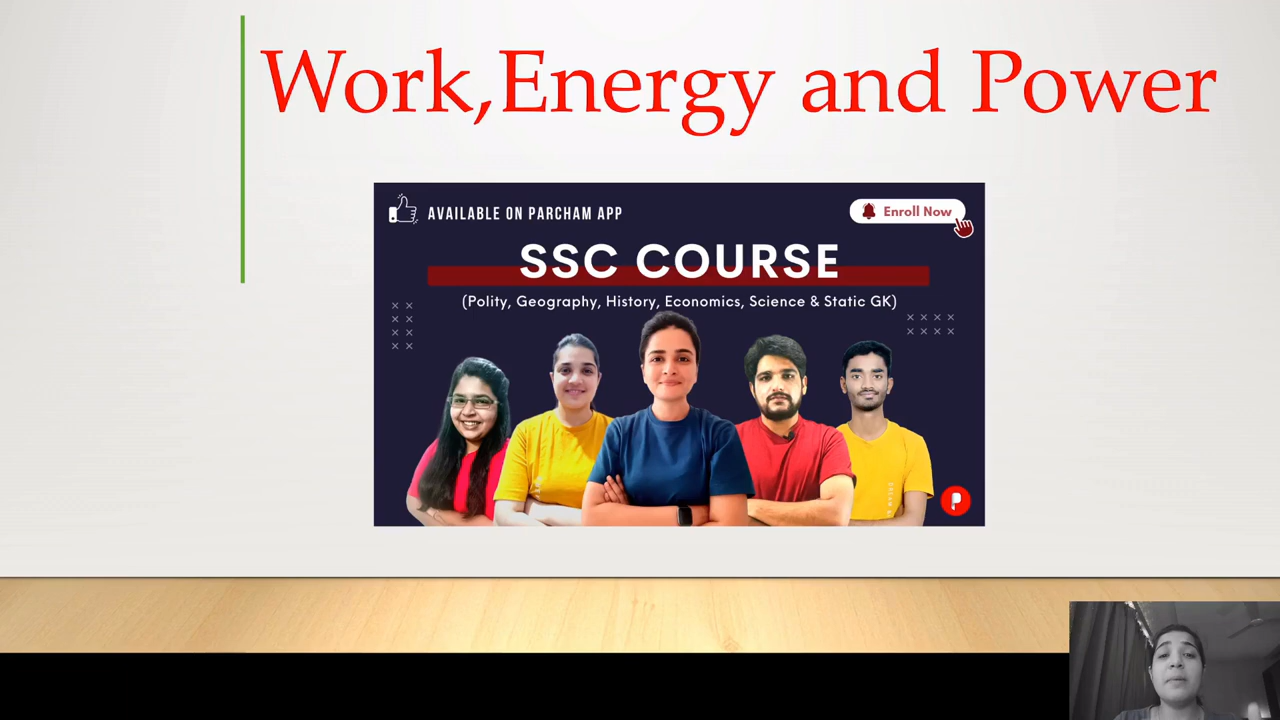 Work,Energy and Power
AVAILABLE ON PARCHAM APP
Enroll Now
SSC COURSE
(Polity, Geography, History, Economics, Science & Static GK)
P